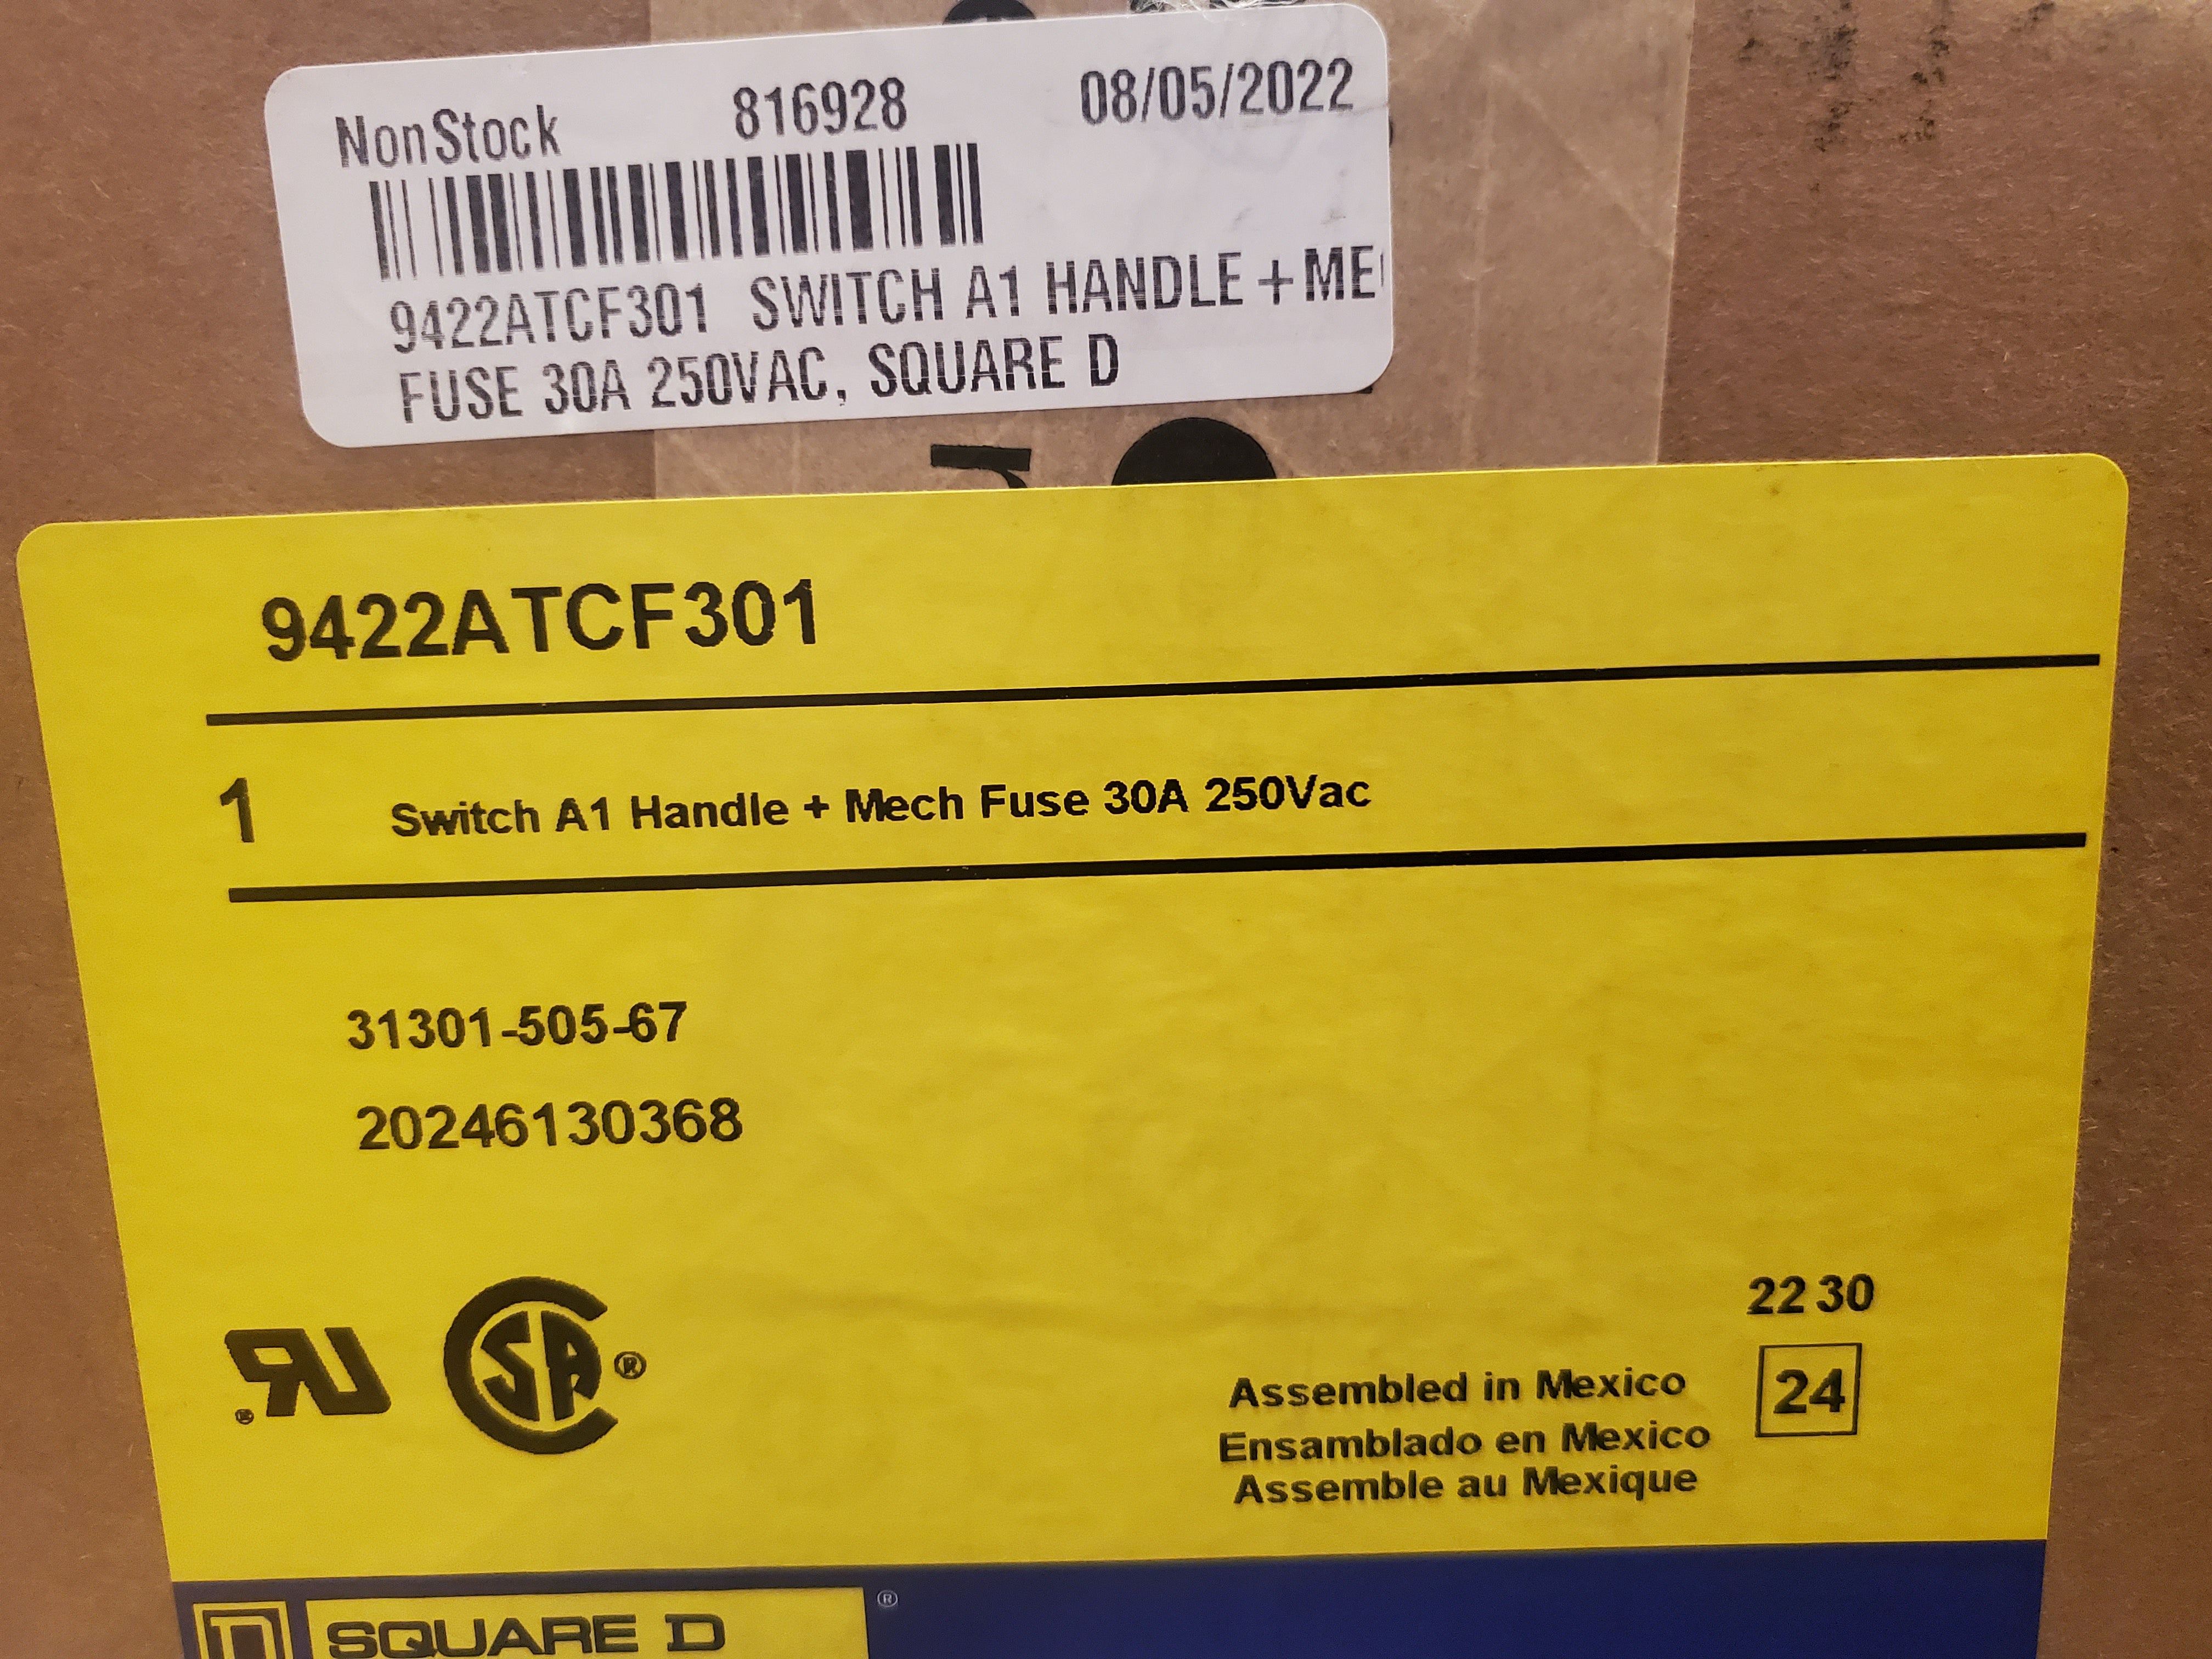 NonStock 816928 08/05/2022
9422ATCF301 SWITCH A1 HANDLE +ME
FUSE 30A 250VAC, SQUARE D
9422ATCF301
1 Switch A1 Handle + Mech Fuse 30A 250Vac
31301-505-67
20246130368
22 30
24
Assembled in Mexico
Ensamblado en Mexico
Assemble au Mexique
SA ®
®
D SQUARE D ®